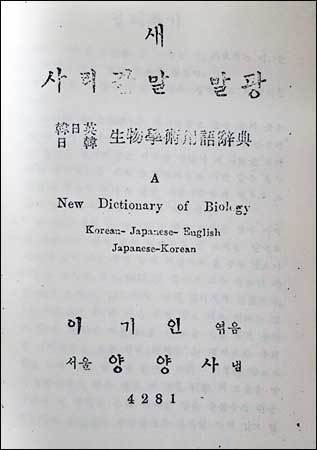 새
사리갈말 말광
韓日英
日韓
生物學術用語辭典
A
New Dictionary of Biology
Korean- Japanese- English
Japanese-Korean
이기인 엮음
서울 양양사 냄
4281